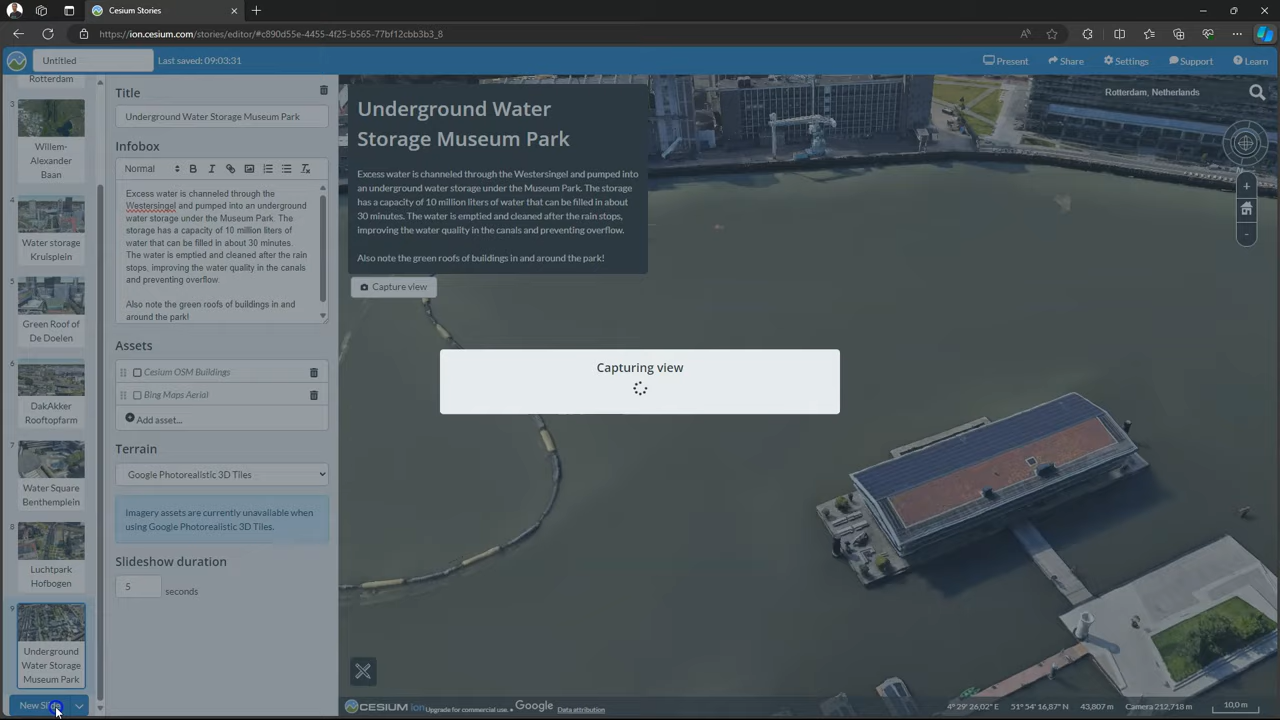 Cesium Stories
https://ion.cesium.com/stories/editor/#c890d55e-4455-4f25-b565-77bf12cbb3b3_8
Untitled
Last saved: 09:03:31
Present
Share
Settings
Support
Learn
Rotterdam
3
Willem-
Alexander
Baan
4
Water storage
Kruisplein
5
Green Roof of
De Doelen
6
DakAkker
Rooftopfarm
7
Water Square
Benthemplein
8
Luchtpark
Hofbogen
9
Underground
Water Storage
Museum Park
New Slide
Title
Underground Water Storage Museum Park
Infobox
Normal
Excess water is channeled through the
Westersingel and pumped into an underground
water storage under the Museum Park. The
storage has a capacity of 10 million liters of
water that can be filled in about 30 minutes.
The water is emptied and cleaned after the rain
stops, improving the water quality in the canals
and preventing overflow.
Also note the green roofs of buildings in and
around the park!
Assets
Cesium OSM Buildings
Bing Maps Aerial
Add asset...
Terrain
Google Photorealistic 3D Tiles
Imagery assets are currently unavailable when
using Google Photorealistic 3D Tiles.
Slideshow duration
5 seconds
Underground Water
Storage Museum Park
Excess water is channeled through the Westersingel and pumped into
an underground water storage under the Museum Park. The storage
has a capacity of 10 million liters of water that can be filled in about
30 minutes. The water is emptied and cleaned after the rain stops,
improving the water quality in the canals and preventing overflow.
Also note the green roofs of buildings in and around the park!
Capture view
Rotterdam, Netherlands
Capturing view
CESIUM ion Upgrade for commercial use. • Google Data attribution
4° 29' 26,02" E 51° 54' 16,87" N 43,807 m Camera 212,718 m 10,0 m